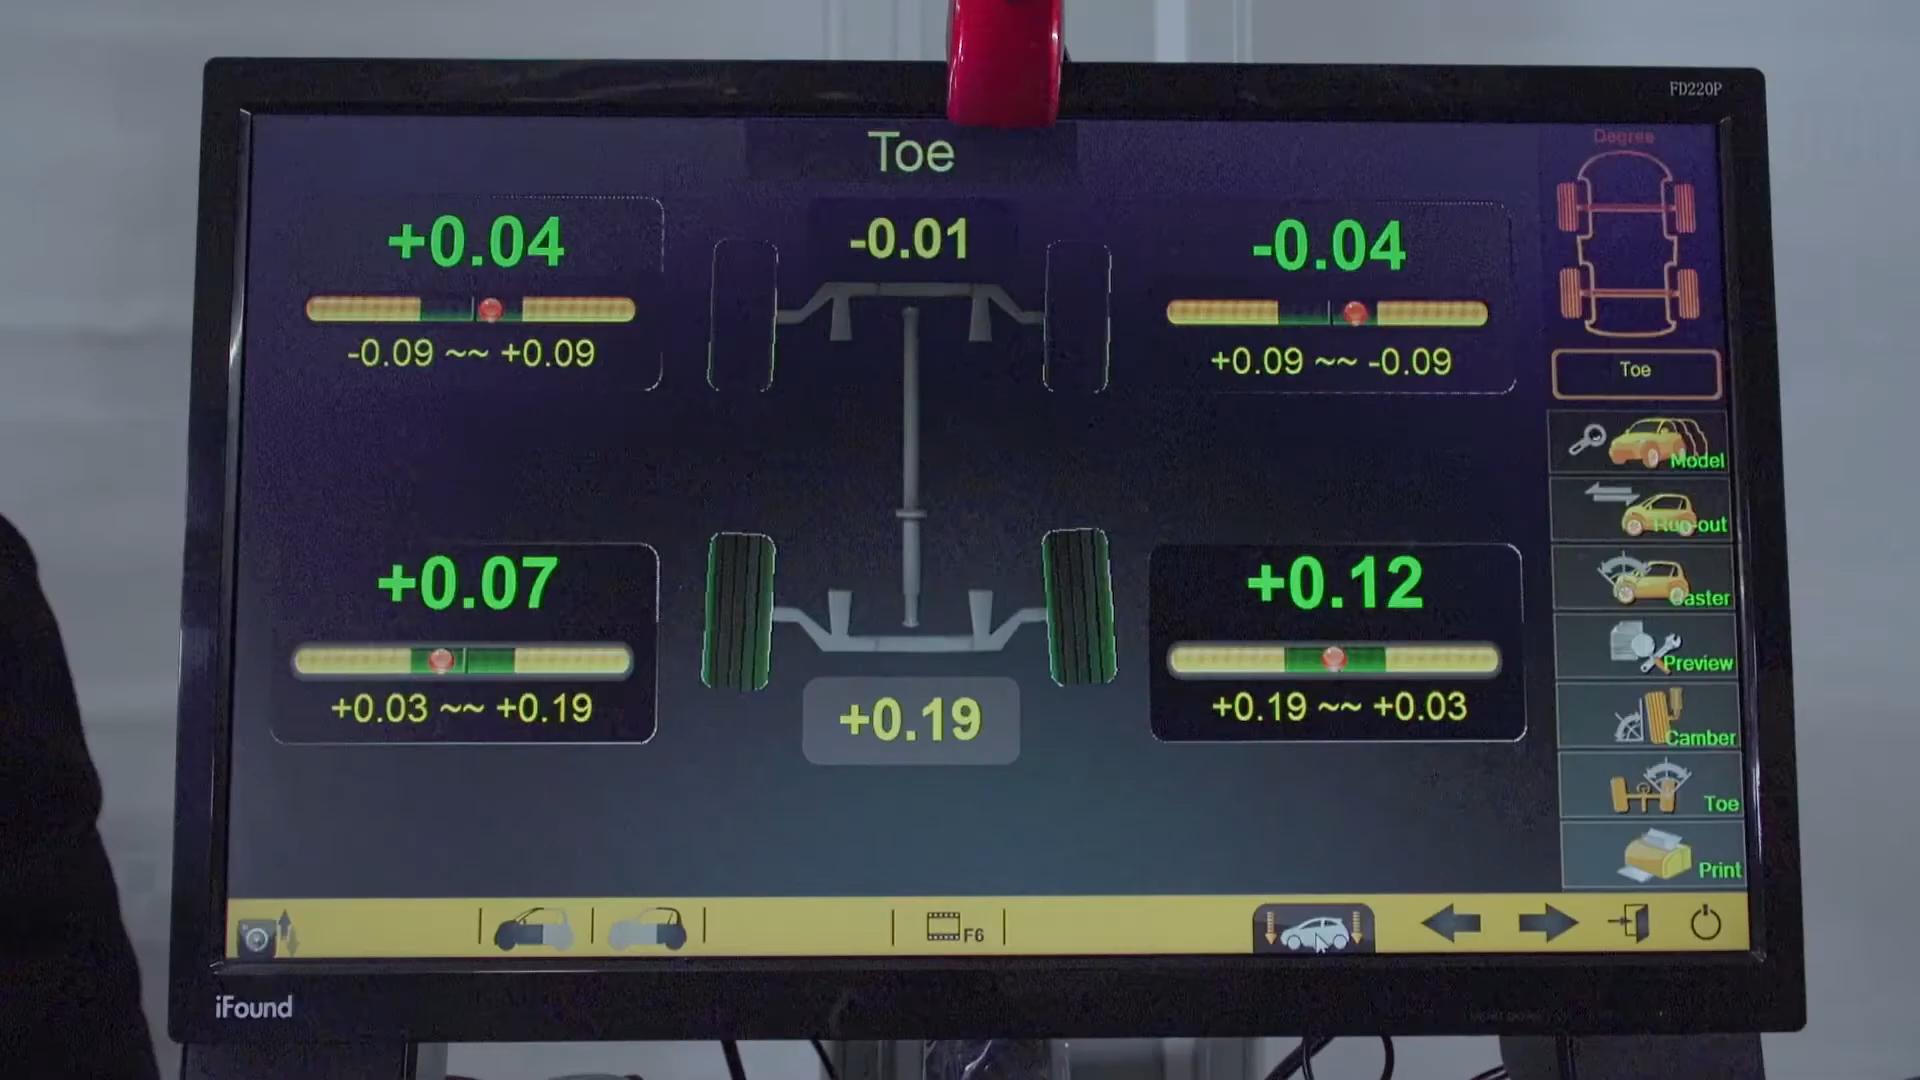 FD220P
Toe
Degree
+0.04
-0.01
-0.04
-0.09 ~~ +0.09
+0.09 ~~ -0.09
Toe
Model
Run-out
Caster
Preview
Camber
Toe
Print
+0.07
+0.12
+0.03 ~~ +0.19
+0.19
+0.19 ~~ +0.03
F6
iFound